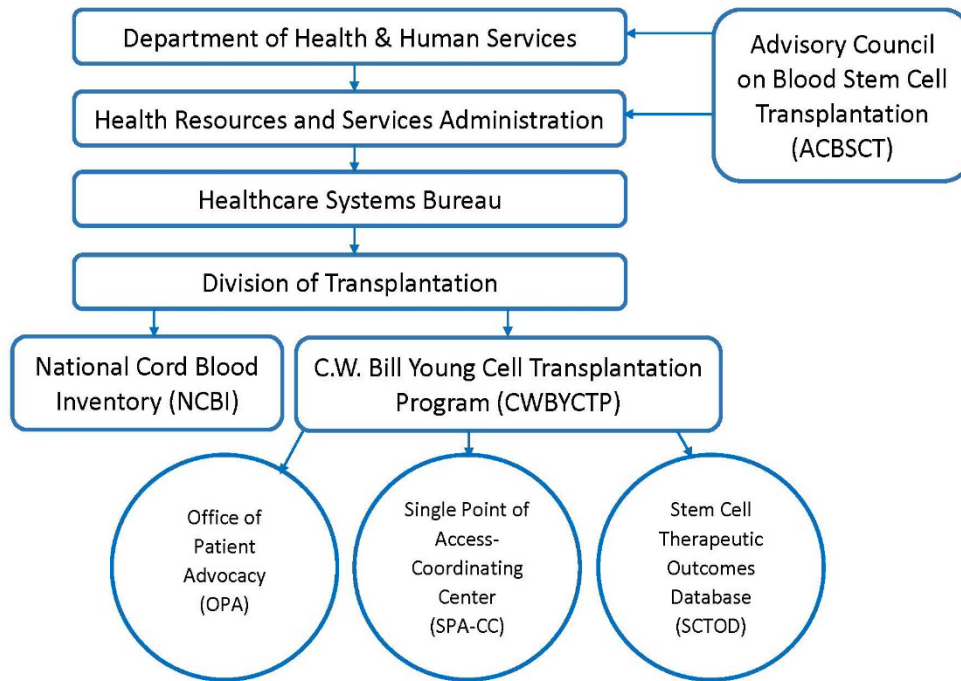 Department of Health & Human Services
Advisory Council
on Blood Stem Cell
Transplantation
(ACBSCT)
Health Resources and Services Administration
Healthcare Systems Bureau
Division of Transplantation
National Cord Blood
Inventory (NCBI)
C.W. Bill Young Cell Transplantation
Program (CWBYCTP)
Office of
Patient
Advocacy
(OPA)
Single Point of
Access-
Coordinating
Center
(SPA-CC)
Stem Cell
Therapeutic
Outcomes
Database
(SCTOD)